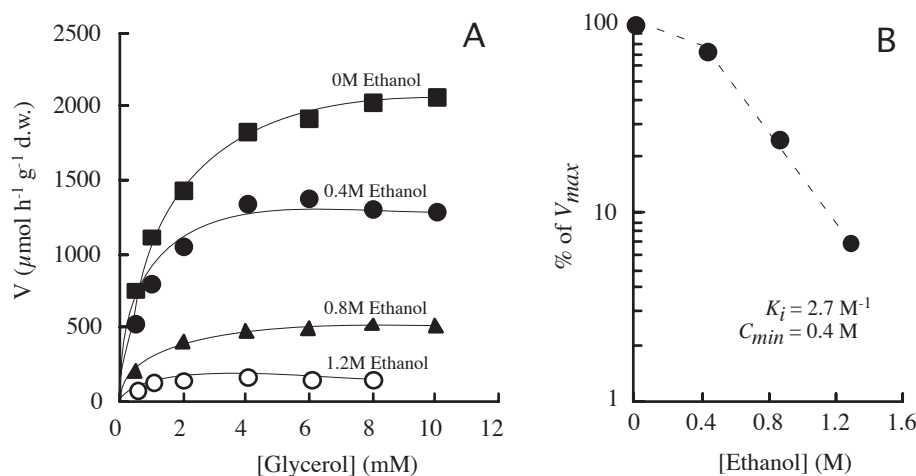 A
2500
2000
1500
1000
500
0
V (µmol h⁻¹ g⁻¹ d.w.)
0M Ethanol
0.4M Ethanol
0.8M Ethanol
1.2M Ethanol
0 2 4 6 8 10 12
[Glycerol] (mM)
B
100
10
1
% of Vmax
Ki = 2.7 M⁻¹
Cmin = 0.4 M
0.0 0.4 0.8 1.2 1.6
[Ethanol] (M)